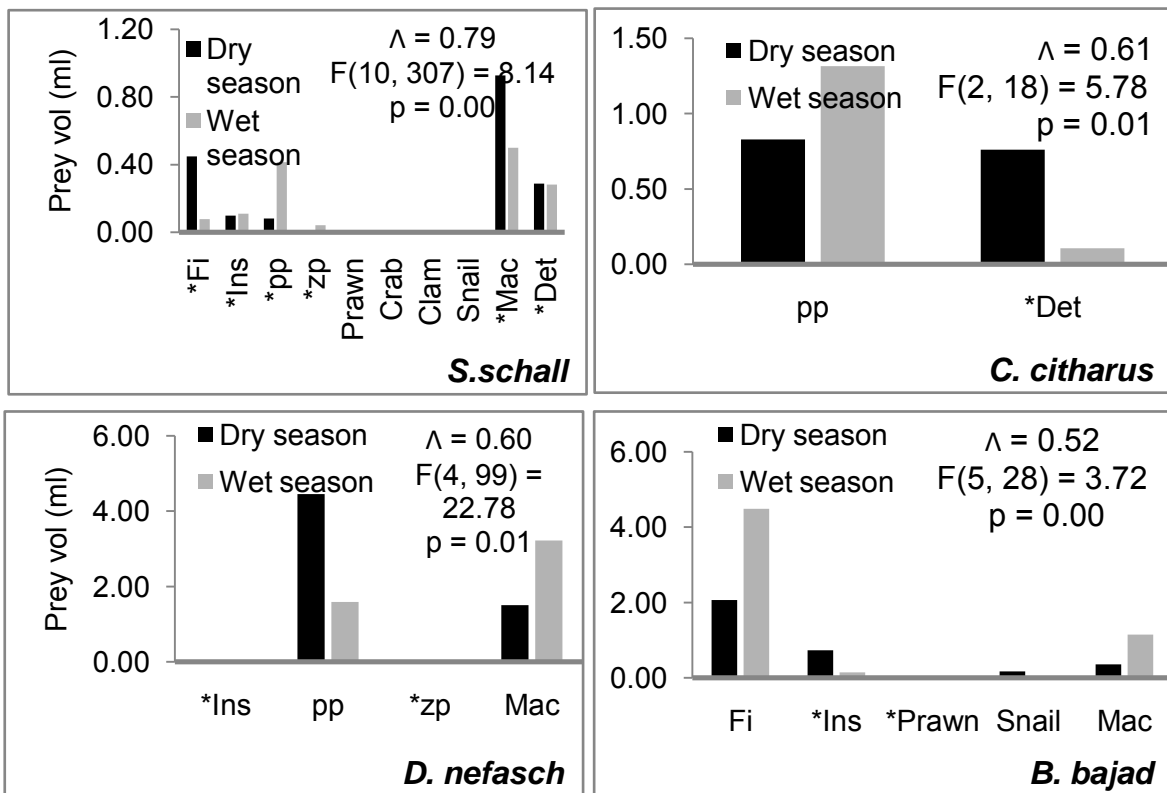 1.20
0.80
0.40
0.00
Prey vol (ml)
Dry
season
Wet
season
Λ = 0.79
F(10, 307) = 8.14
p = 0.00
*Fi
*Ins
*pp
*zp
Prawn
Crab
Clam
Snail
*Mac
*Det
S.schall
1.50
1.00
0.50
0.00
Dry season
Wet season
Λ = 0.61
F(2, 18) = 5.78
p = 0.01
pp *Det
C. citharus
6.00
4.00
2.00
0.00
Prey vol (ml)
Dry season
Wet season
Λ = 0.60
F(4, 99) =
22.78
p = 0.01
*Ins pp *zp Mac
D. nefasch
6.00
4.00
2.00
0.00
Dry season
Wet season
Λ = 0.52
F(5, 28) = 3.72
p = 0.00
Fi *Ins *Prawn Snail Mac
B. bajad